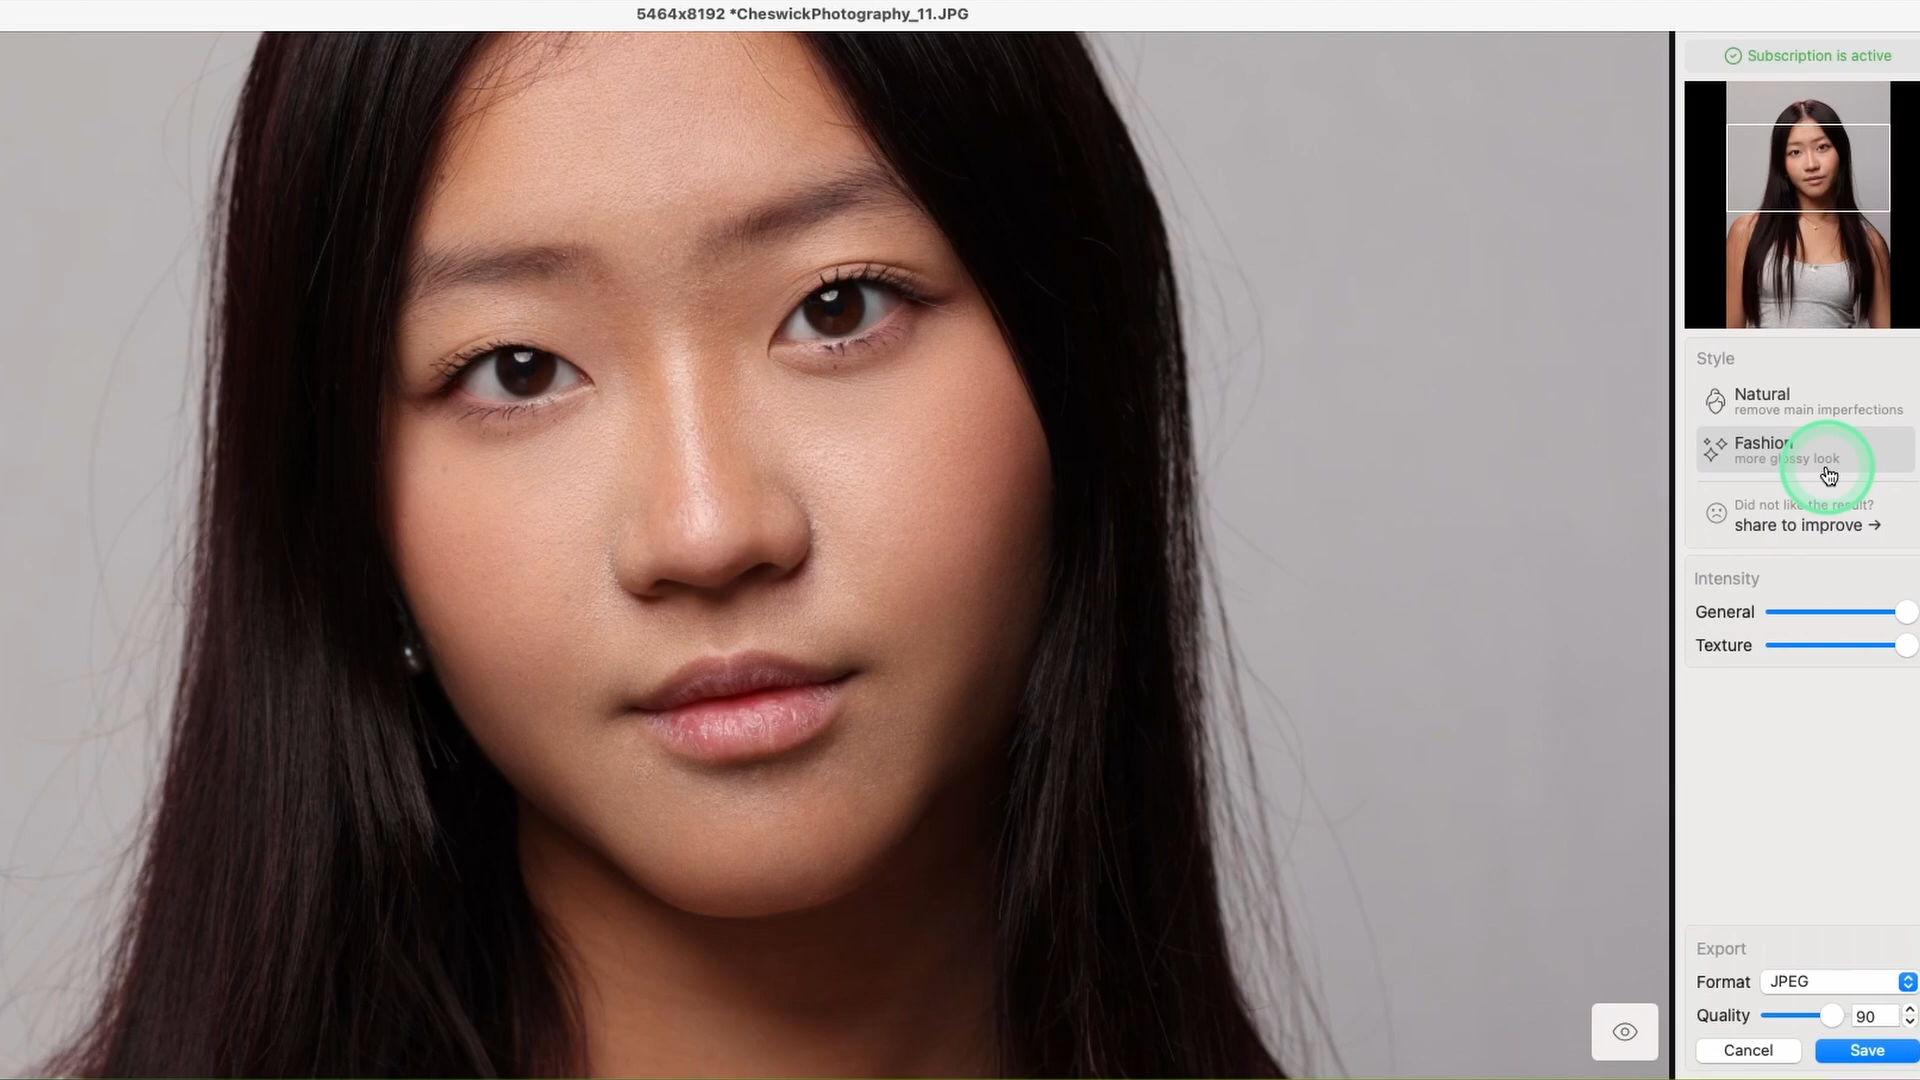 5464x8192 *CheswickPhotography_11.JPG
Subscription is active
Style
Natural
remove main imperfections
Fashion
more glossy look
Did not like the result?
share to improve →
Intensity
General
Texture
Export
Format JPEG
Quality 90
Cancel Save